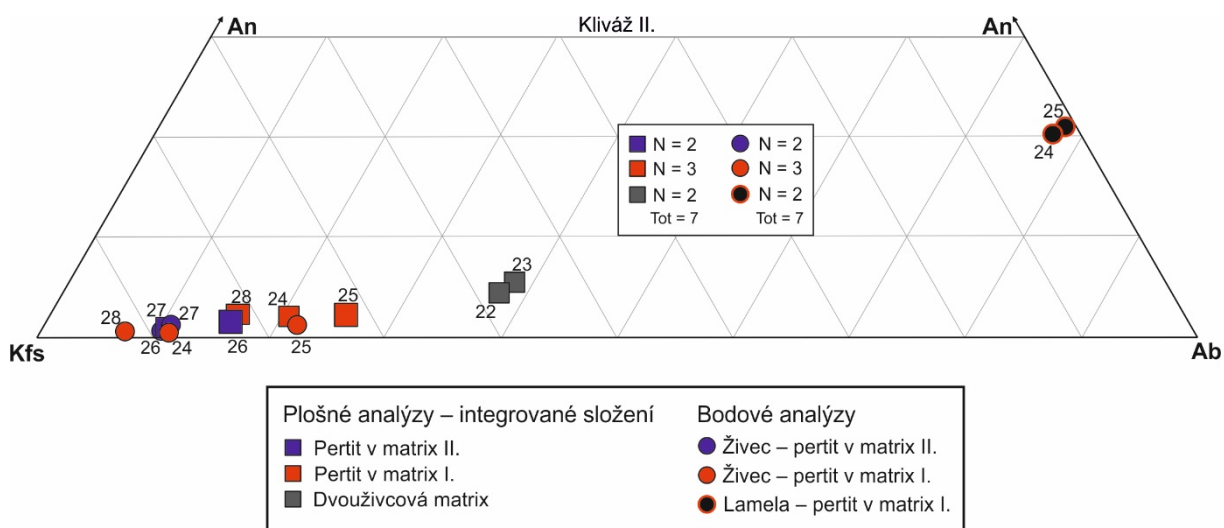 An
Kliváž II.
An
25
24
N = 2
N = 2
N = 3
N = 3
N = 2
N = 2
Tot = 7
Tot = 7
23
22
28
24
25
28
27
27
26
24
26
25
Kfs
Ab
Plošné analýzy – integrované složení
Pertit v matrix II.
Pertit v matrix I.
Dvouživcová matrix
Bodové analýzy
Živec – pertit v matrix II.
Živec – pertit v matrix I.
Lamela – pertit v matrix I.